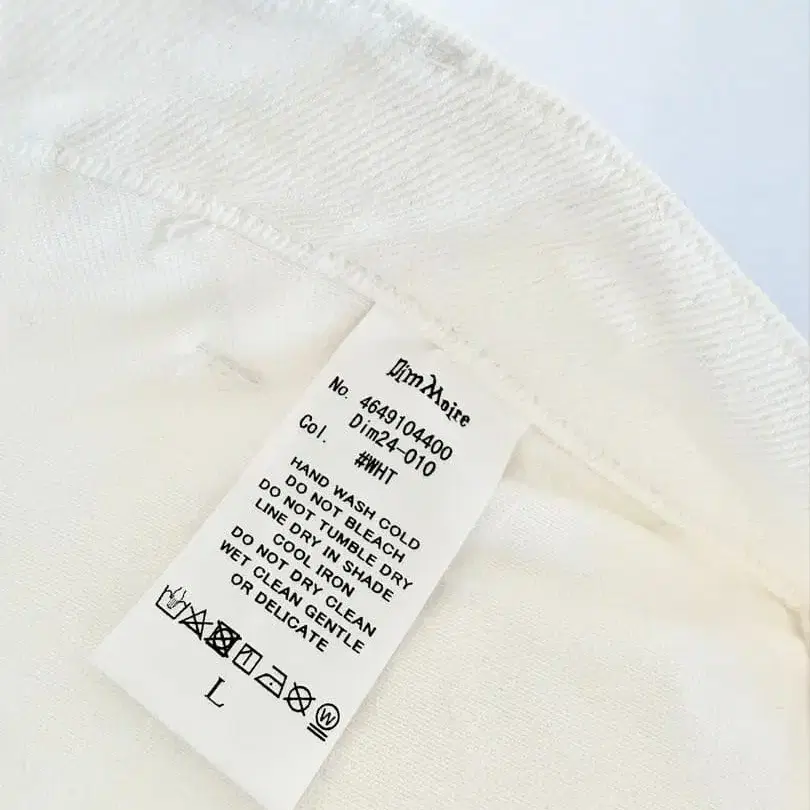 Dim Moire
No. 4649104400
Dim24-010
Col. #WHT
HAND WASH COLD
DO NOT BLEACH
DO NOT TUMBLE DRY
LINE DRY IN SHADE
COOL IRON
DO NOT DRY CLEAN
WET CLEAN GENTLE
OR DELICATE
W
L